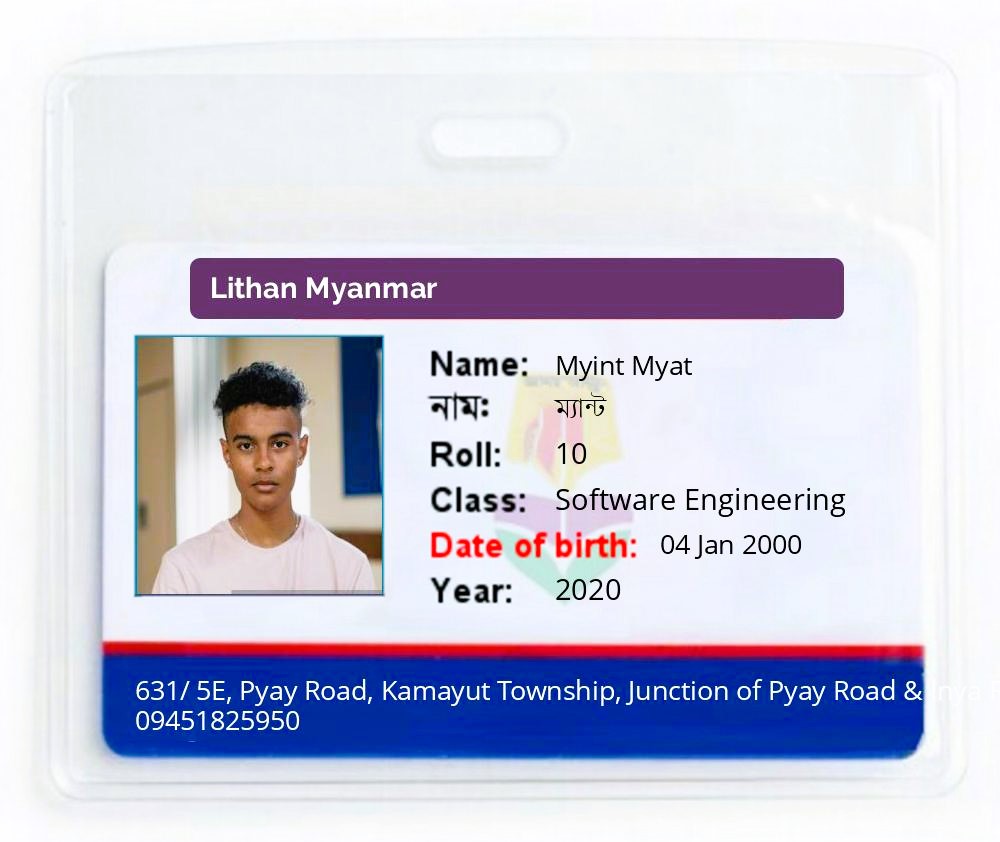 Lithan Myanmar
Name: Myint Myat
নামঃ ম্যান্ট
Roll: 10
Class: Software Engineering
Date of birth: 04 Jan 2000
Year: 2020
631/ 5E, Pyay Road, Kamayut Township, Junction of Pyay Road &
09451825950